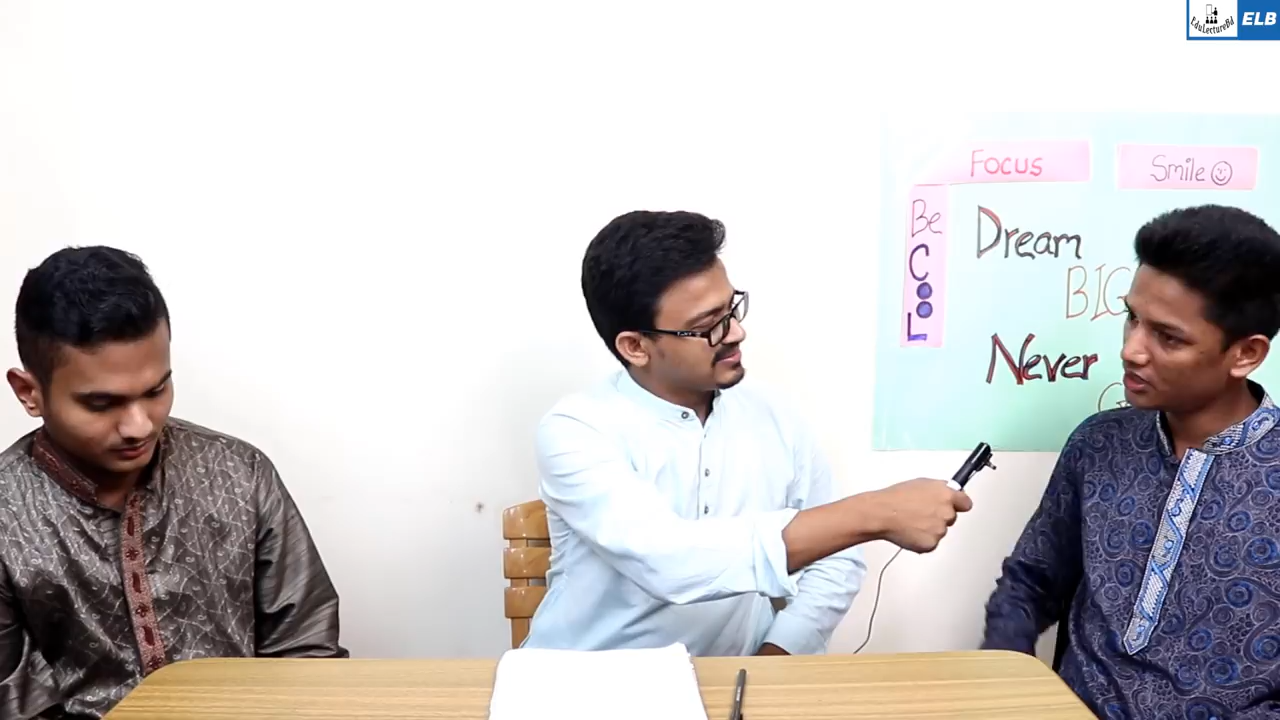 EduLectureBd ELB
Focus
Smile
Be
COOL
Dream
BIG
Never
G